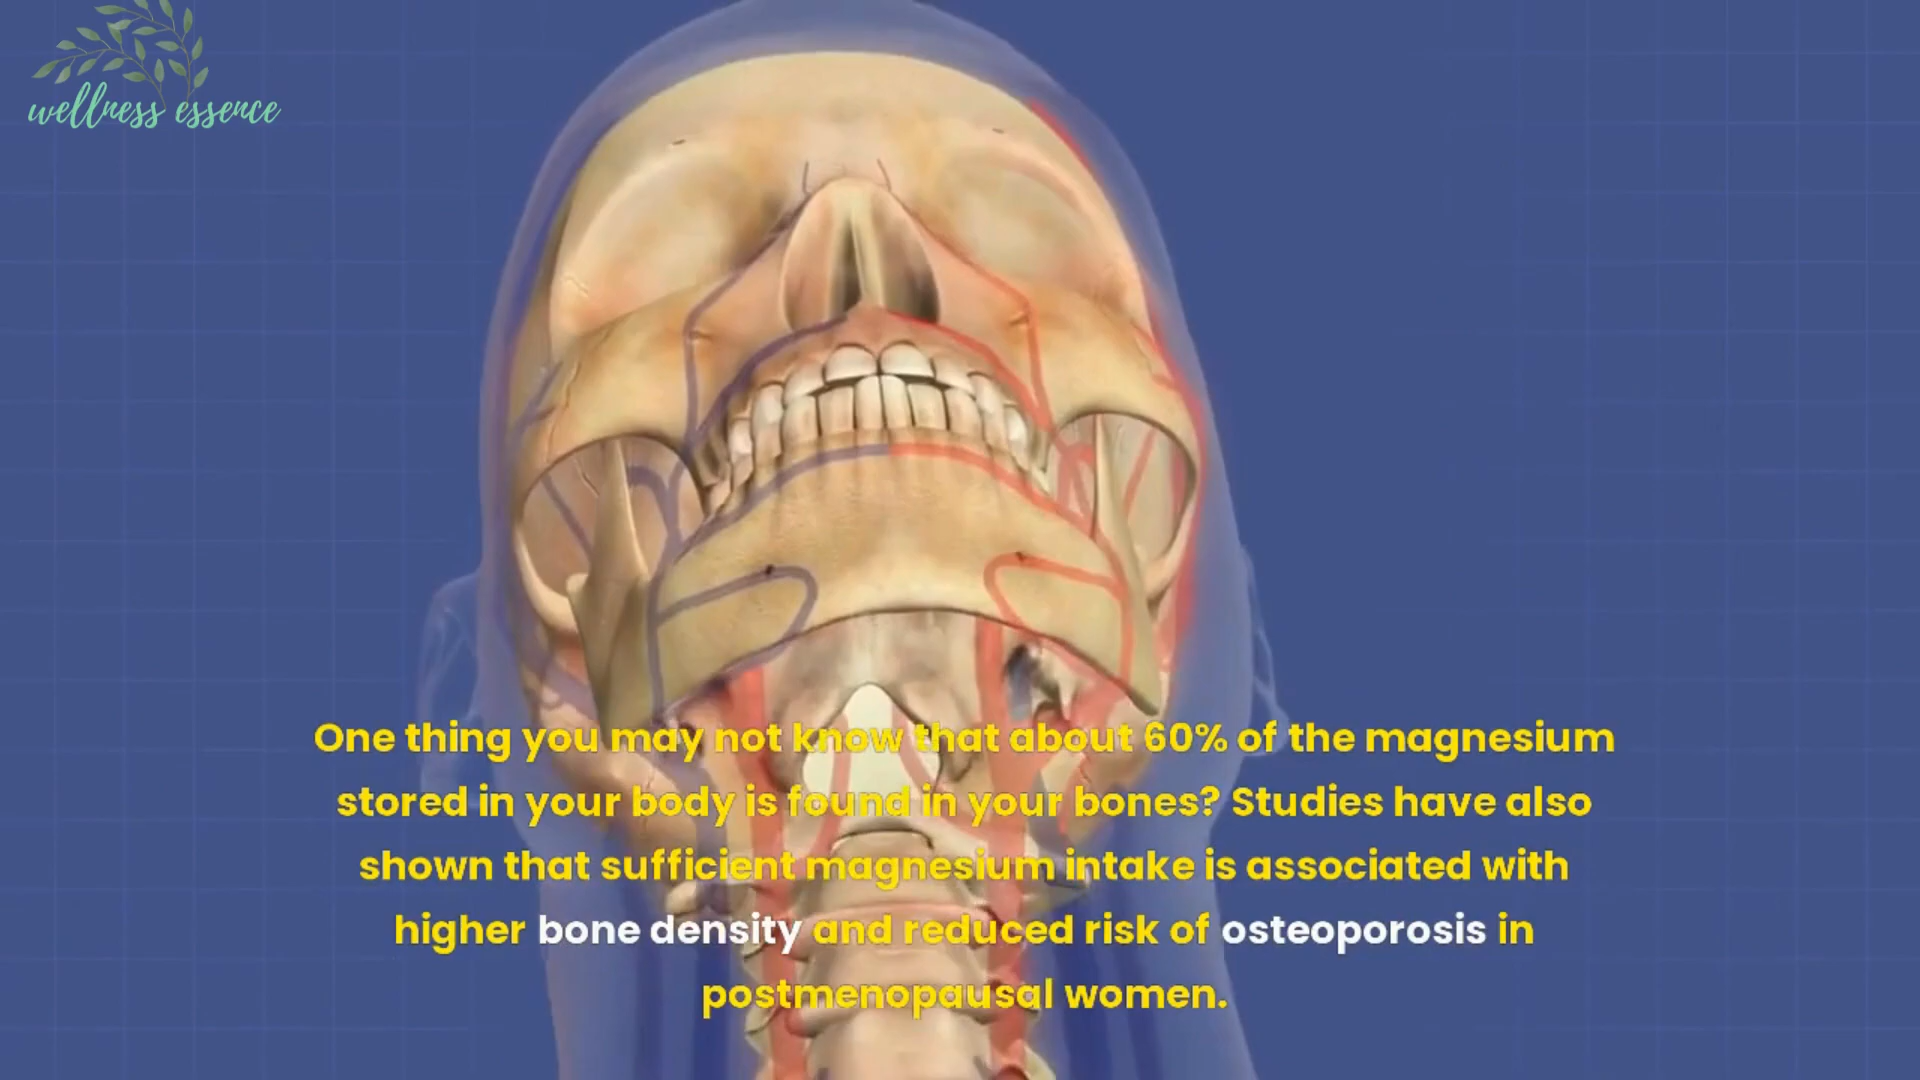 wellness essence
One thing you may not know that about 60% of the magnesium
stored in your body is found in your bones? Studies have also
shown that sufficient magnesium intake is associated with
higher bone density and reduced risk of osteoporosis in
postmenopausal women.